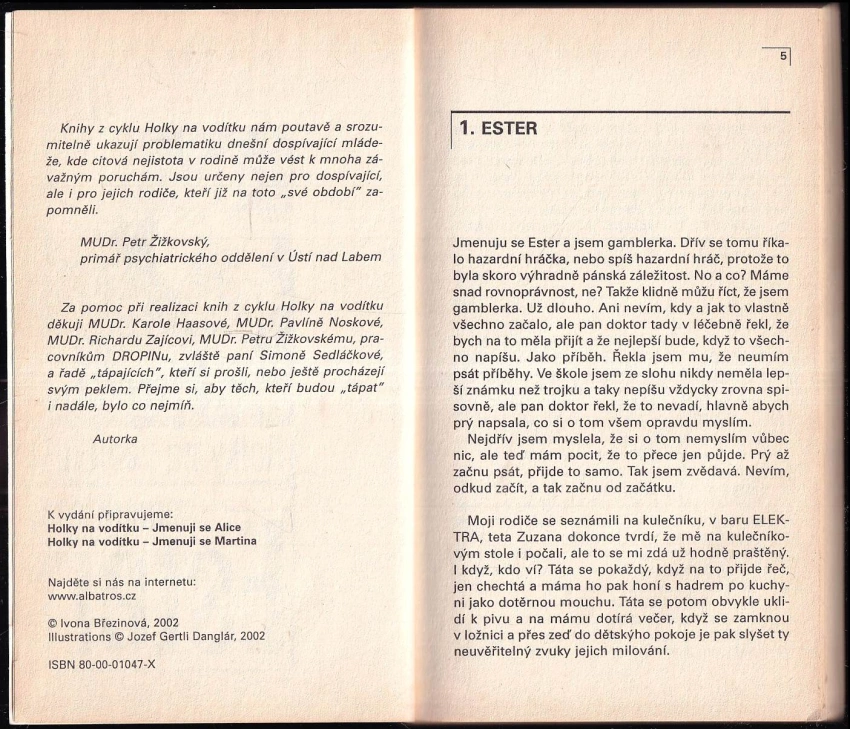 Knihy z cyklu Holky na vodítku nám poutavě a srozu-
mitelně ukazují problematiku dnešní dospívající mláde-
že, kde citová nejistota v rodině může vést k mnoha zá-
važným poruchám. Jsou určeny nejen pro dospívající,
ale i pro jejich rodiče, kteří již na toto „své období" za-
pomněli.
MUDr. Petr Žižkovský,
primář psychiatrického oddělení v Ústí nad Labem
Za pomoc při realizaci knih z cyklu Holky na vodítku
děkuji MUDr. Karole Haasové, MUDr. Pavlíně Noskové,
MUDr. Richardu Zajícovi, MUDr. Petru Žižkovskému, pra-
covníkům DROPINu, zvláště paní Simoně Sedláčkové,
a řadě „tápajících", kteří si prošli, nebo ještě procházejí
svým peklem. Přejme si, aby těch, kteří budou „tápat"
i nadále, bylo co nejmíň.
Autorka
K vydání připravujeme:
Holky na vodítku – Jmenuji se Alice
Holky na vodítku – Jmenuji se Martina
Najděte si nás na internetu:
www.albatros.cz
© Ivona Březinová, 2002
Illustrations © Jozef Gertli Danglár, 2002
ISBN 80-00-01047-X
5
1. ESTER
Jmenuju se Ester a jsem gamblerka. Dřív se tomu říka-
lo hazardní hráčka, nebo spíš hazardní hráč, protože to
byla skoro výhradně pánská záležitost. No a co? Máme
snad rovnoprávnost, ne? Takže klidně můžu říct, že jsem
gamblerka. Už dlouho. Ani nevím, kdy a jak to vlastně
všechno začalo, ale pan doktor tady v léčebně řekl, že
bych na to měla přijít a že nejlepší bude, když to všech-
no napíšu. Jako příběh. Řekla jsem mu, že neumím
psát příběhy. Ve škole jsem ze slohu nikdy neměla lep-
ší známku než trojku a taky nepíšu vždycky zrovna spi-
sovně, ale pan doktor řekl, že to nevadí, hlavně abych
prý napsala, co si o tom všem opravdu myslím.
Nejdřív jsem myslela, že si o tom nemyslím vůbec
nic, ale teď mám pocit, že to přece jen půjde. Prý až
začnu psát, přijde to samo. Tak jsem zvědavá. Nevím,
odkud začít, a tak začnu od začátku.
Moji rodiče se seznámili na kulečníku, v baru ELEK-
TRA, teta Zuzana dokonce tvrdí, že mě na kulečníko-
vým stole i počali, ale to se mi zdá už hodně praštěný.
I když, kdo ví? Táta se pokaždý, když na to přijde řeč,
jen chechtá a máma ho pak honí s hadrem po kuchy-
ni jako dotěrnou mouchu. Táta se potom obvykle ukli-
dí k pivu a na mámu dotírá večer, když se zamknou
v ložnici a přes zeď do dětskýho pokoje je pak slyšet ty
neuvěřitelný zvuky jejich milování.